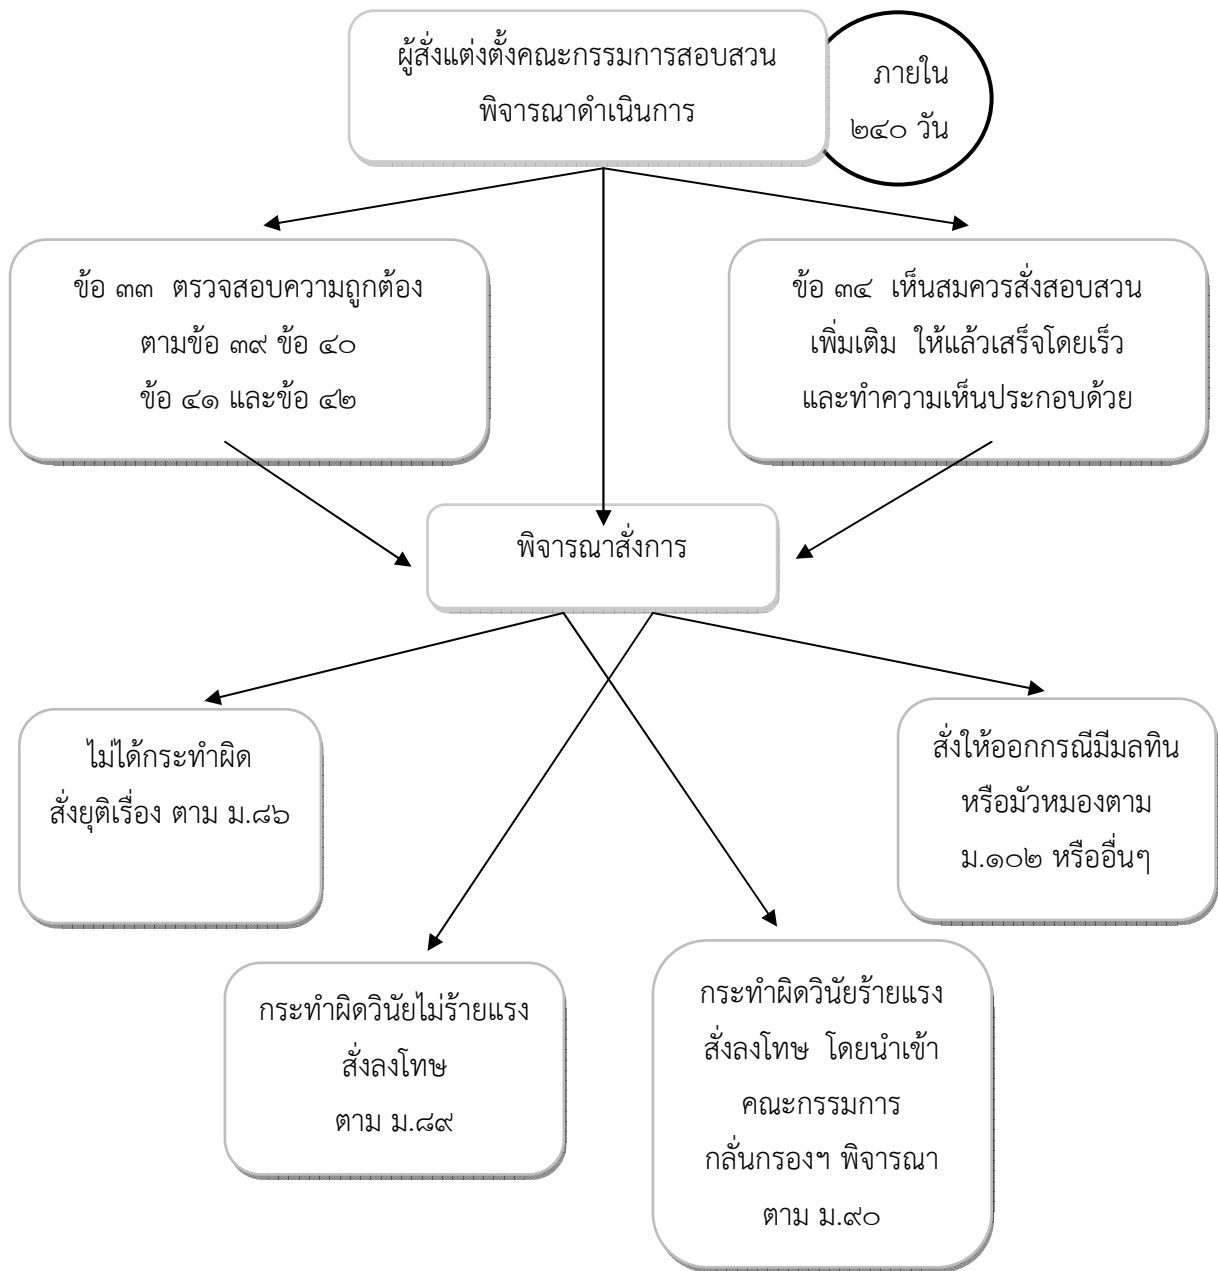 ผู้สั่งแต่งตั้งคณะกรรมการสอบสวน
พิจารณาดำเนินการ
ภายใน
๒๔๐ วัน
ข้อ ๓๓ ตรวจสอบความถูกต้อง
ตามข้อ ๓๙ ข้อ ๔๐
ข้อ ๔๑ และข้อ ๔๒
ข้อ ๓๔ เห็นสมควรสั่งสอบสวน
เพิ่มเติม ให้แล้วเสร็จโดยเร็ว
และทำความเห็นประกอบด้วย
พิจารณาสั่งการ
ไม่ได้กระทำผิด
สั่งยุติเรื่อง ตาม ม.๘๖
สั่งให้ออกกรณีมีมลทิน
หรือมัวหมองตาม
ม.๑๐๒ หรืออื่นๆ
กระทำผิดวินัยไม่ร้ายแรง
สั่งลงโทษ
ตาม ม.๘๙
กระทำผิดวินัยร้ายแรง
สั่งลงโทษ โดยนำเข้า
คณะกรรมการ
กลั่นกรองฯ พิจารณา
ตาม ม.๙๐